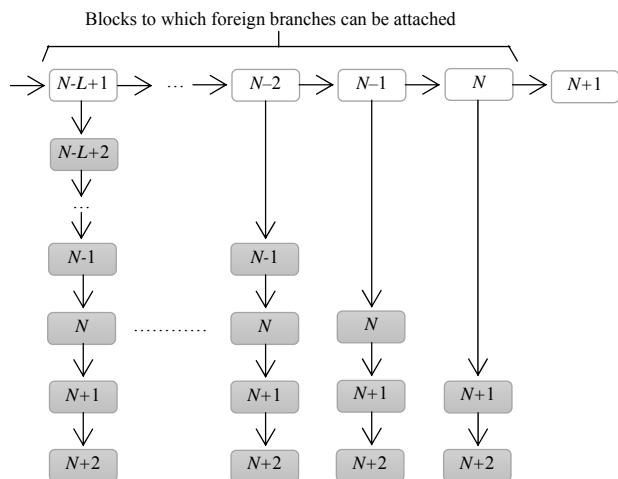 Blocks to which foreign branches can be attached
N-L+1 ... N–2 N–1 N N+1
N-L+2
...
N-1 N-1
N ............ N N
N+1 N+1 N+1 N+1
N+2 N+2 N+2 N+2